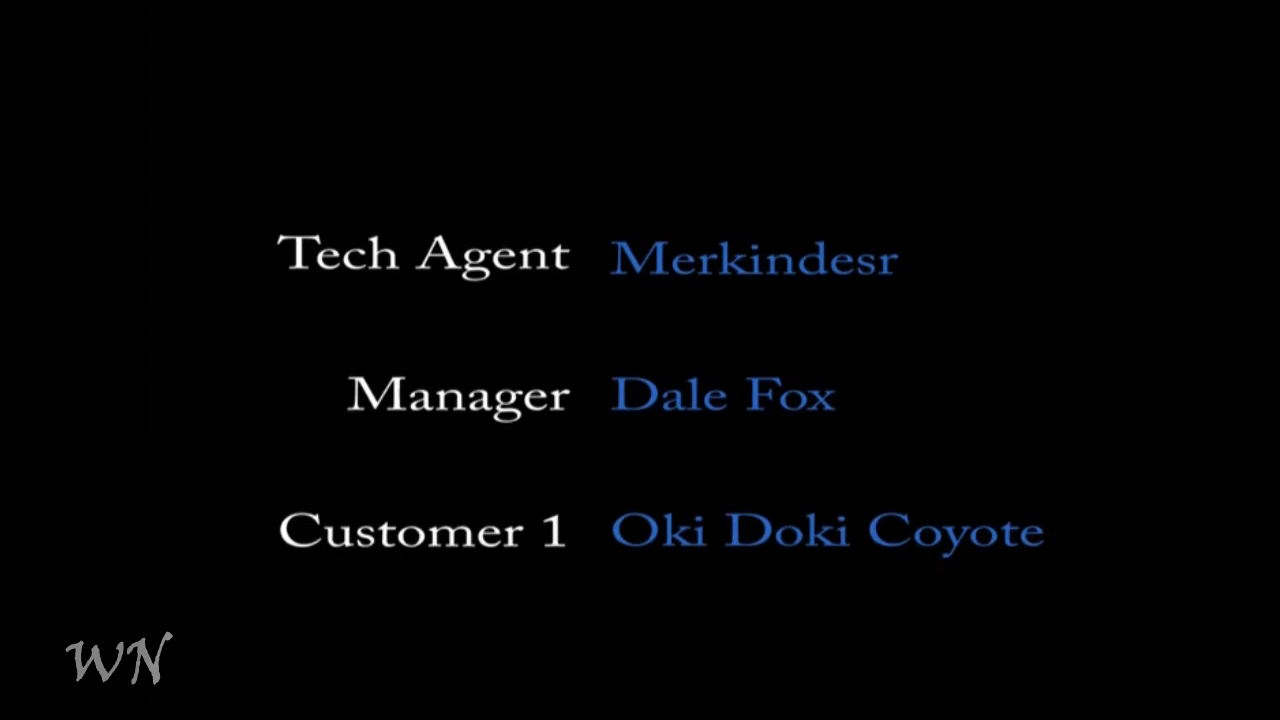 Tech Agent Merkindesr
Manager Dale Fox
Customer 1 Oki Doki Coyote
WN